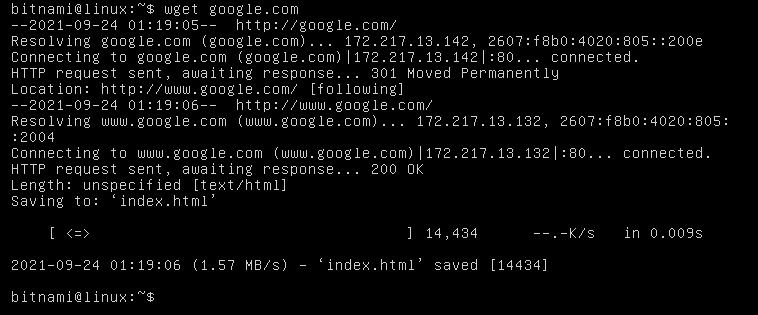 bitnami@linux:~$ wget google.com
--2021-09-24 01:19:05--  http://google.com/
Resolving google.com (google.com)... 172.217.13.142, 2607:f8b0:4020:805::200e
Connecting to google.com (google.com)|172.217.13.142|:80... connected.
HTTP request sent, awaiting response... 301 Moved Permanently
Location: http://www.google.com/ [following]
--2021-09-24 01:19:06--  http://www.google.com/
Resolving www.google.com (www.google.com)... 172.217.13.132, 2607:f8b0:4020:805:
:2004
Connecting to www.google.com (www.google.com)|172.217.13.132|:80... connected.
HTTP request sent, awaiting response... 200 OK
Length: unspecified [text/html]
Saving to: ‘index.html’
[ <=>                                    ] 14,434      --.-K/s   in 0.009s
2021-09-24 01:19:06 (1.57 MB/s) - ‘index.html’ saved [14434]
bitnami@linux:~$